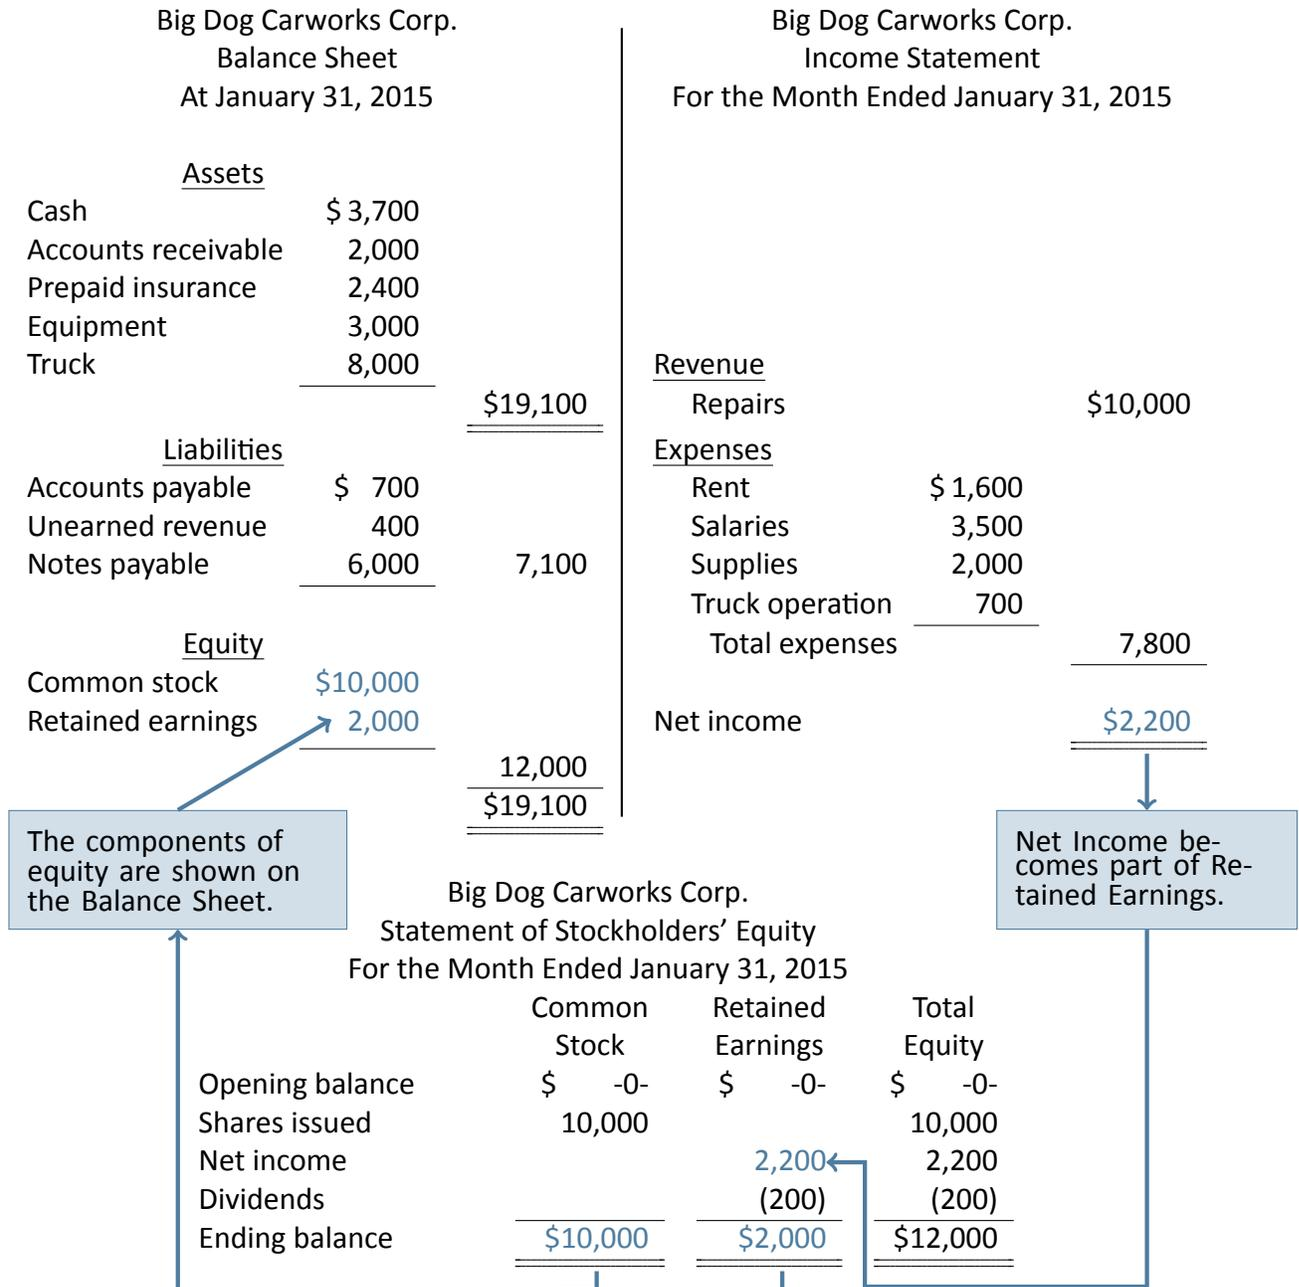 Big Dog Carworks Corp.
Balance Sheet
At January 31, 2015
Assets
Cash $ 3,700
Accounts receivable 2,000
Prepaid insurance 2,400
Equipment 3,000
Truck 8,000
$19,100
Liabilities
Accounts payable $ 700
Unearned revenue 400
Notes payable 6,000 7,100
Equity
Common stock $10,000
Retained earnings 2,000
12,000
$19,100
The components of
equity are shown on
the Balance Sheet.
Big Dog Carworks Corp.
Income Statement
For the Month Ended January 31, 2015
Revenue
Repairs $10,000
Expenses
Rent $ 1,600
Salaries 3,500
Supplies 2,000
Truck operation 700
Total expenses 7,800
Net income $2,200
Net Income be-
comes part of Re-
tained Earnings.
Big Dog Carworks Corp.
Statement of Stockholders’ Equity
For the Month Ended January 31, 2015
Common Retained Total
Stock Earnings Equity
Opening balance $ -0- $ -0- $ -0-
Shares issued 10,000 10,000
Net income 2,200 2,200
Dividends (200) (200)
Ending balance $10,000 $2,000 $12,000